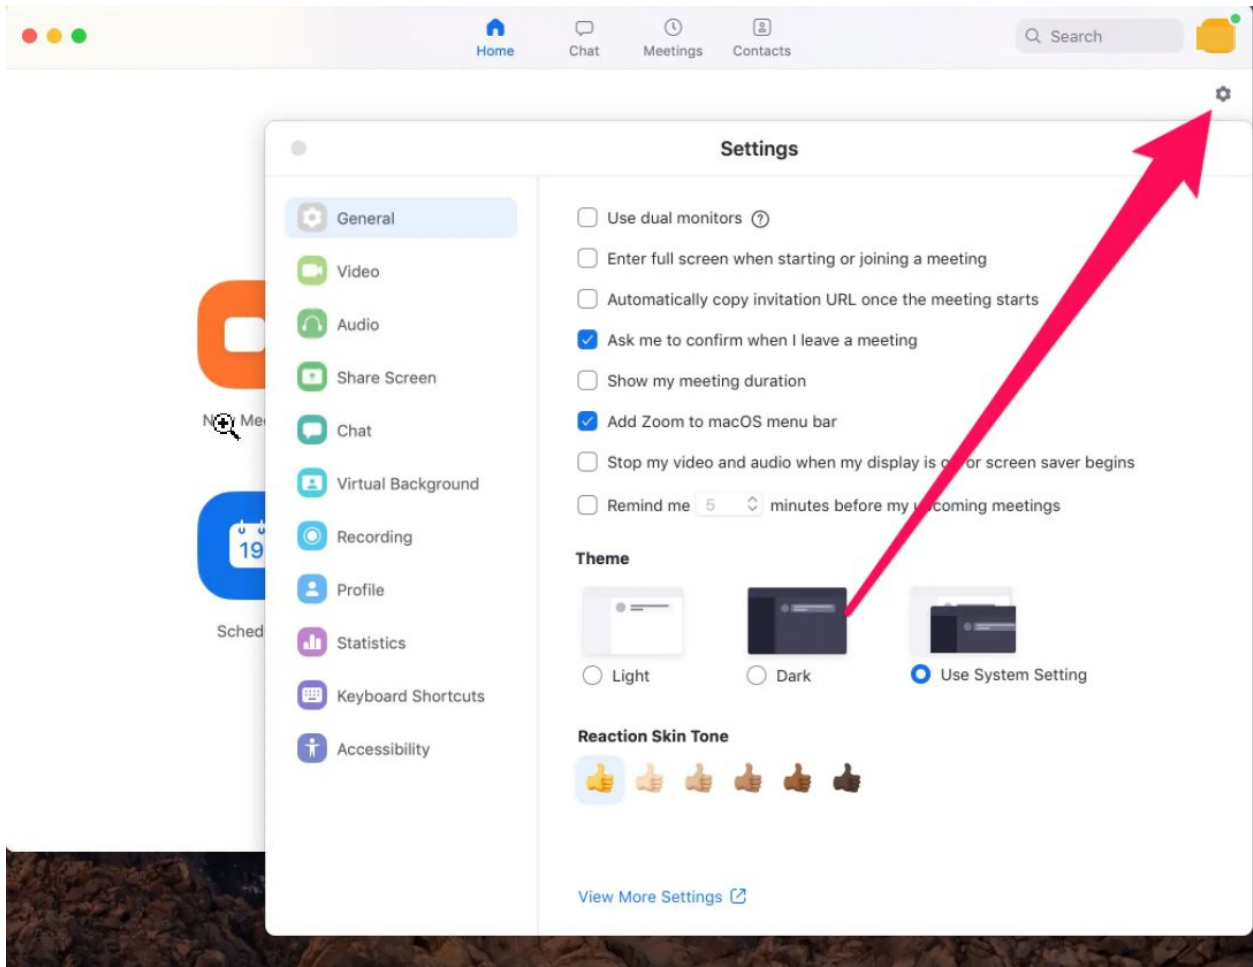 Home
Chat
Meetings
Contacts
Search
Settings
General
Video
Audio
Share Screen
Chat
Virtual Background
Recording
Profile
Statistics
Keyboard Shortcuts
Accessibility
Use dual monitors ?
Enter full screen when starting or joining a meeting
Automatically copy invitation URL once the meeting starts
Ask me to confirm when I leave a meeting
Show my meeting duration
Add Zoom to macOS menu bar
Stop my video and audio when my display is or screen saver begins
Remind me 5 minutes before my upcoming meetings
Theme
Light
Dark
Use System Setting
Reaction Skin Tone
View More Settings
19
Sched